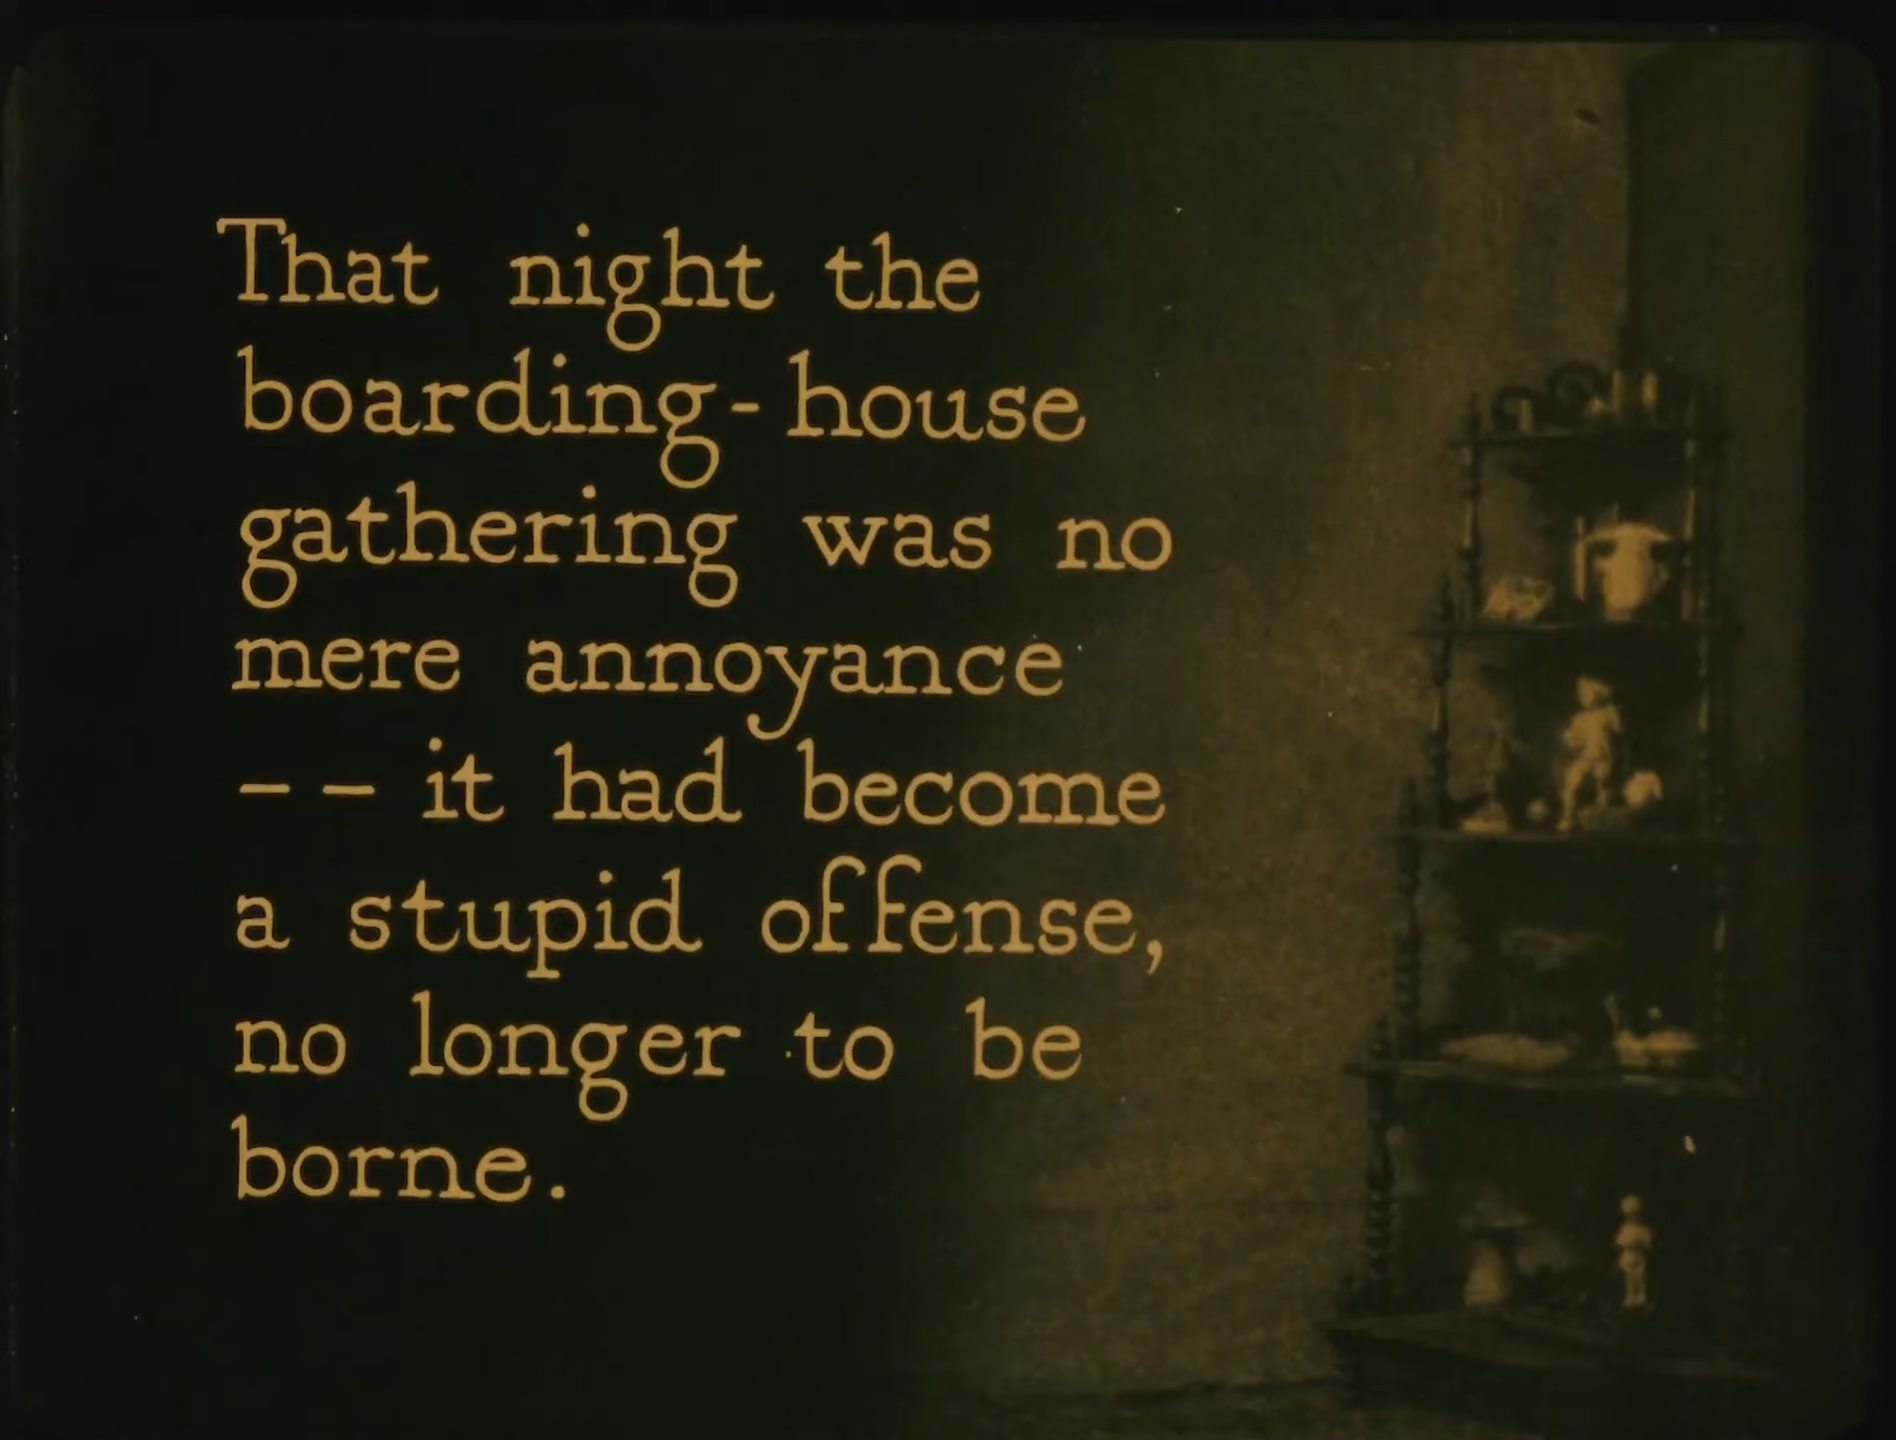 That night the
boarding-house
gathering was no
mere annoyance
-- it had become
a stupid offense,
no longer to be
borne.